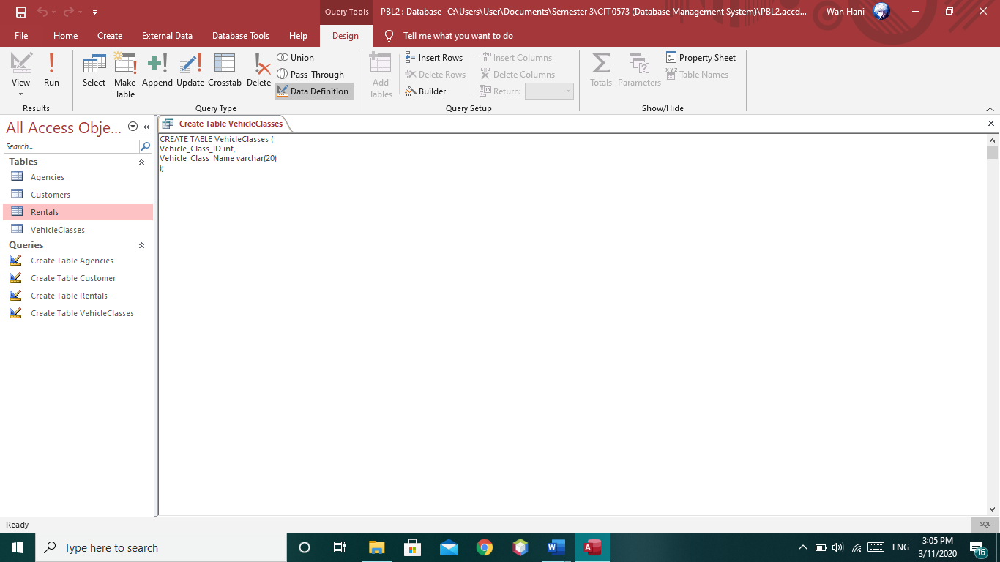 Query Tools
PBL2 : Database- C:\Users\User\Documents\Semester 3\CIT 0573 (Database Management System)\PBL2.accd...
Wan Hani
File Home Create External Data Database Tools Help Design Tell me what you want to do
View
Run
Select
Make Table
Append
Update
Crosstab
Delete
Union
Pass-Through
Data Definition
Add Tables
Insert Rows
Delete Rows
Builder
Insert Columns
Delete Columns
Return:
Totals
Parameters
Property Sheet
XYZ Table Names
Results
Query Type
Query Setup
Show/Hide
All Access Obje...
Search...
Tables
Agencies
Customers
Rentals
VehicleClasses
Queries
Create Table Agencies
Create Table Customer
Create Table Rentals
Create Table VehicleClasses
Create Table VehicleClasses
CREATE TABLE VehicleClasses (
Vehicle_Class_ID int,
Vehicle_Class_Name varchar(20)
);
Ready
SQL
Type here to search
W
A
ENG
3:05 PM
3/11/2020
16